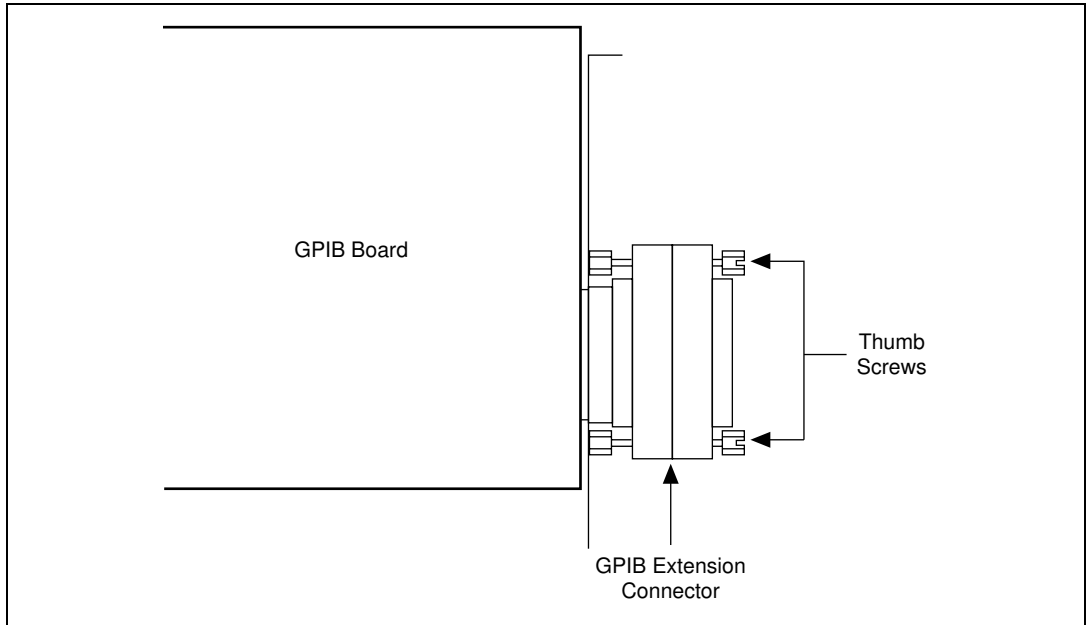 GPIB Board
Thumb
Screws
GPIB Extension
Connector